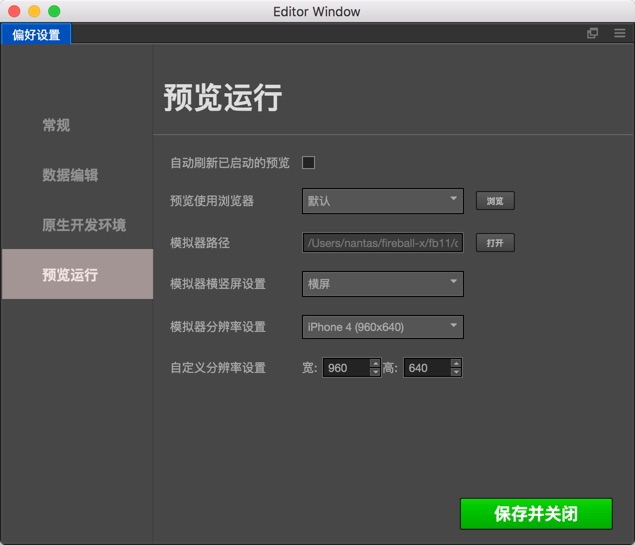 Editor Window
偏好设置
预览运行
常规
数据编辑
原生开发环境
预览运行
自动刷新已启动的预览
预览使用浏览器 默认 浏览
模拟器路径 /Users/nantas/fireball-x/fb11/c 打开
模拟器横竖屏设置 横屏
模拟器分辨率设置 iPhone 4 (960x640)
自定义分辨率设置 宽: 960 高: 640
保存并关闭